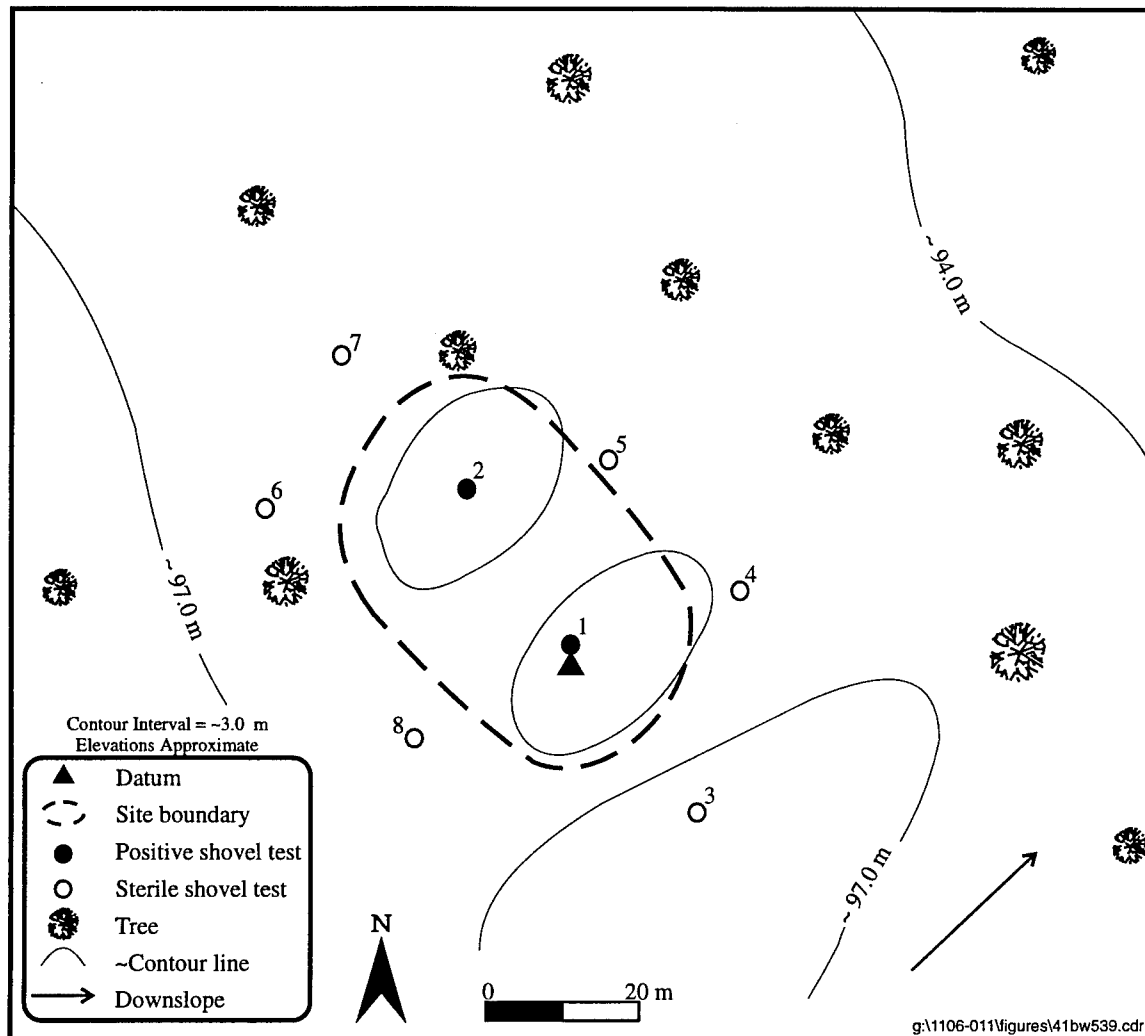 ~ 94.0 m
7
5
2
6
4
~ 97.0 m
1
8
3
~ 97.0 m
Contour Interval = ~3.0 m
Elevations Approximate
Datum
Site boundary
Positive shovel test
Sterile shovel test
Tree
~Contour line
Downslope
N
0 20 m
g:\1106-011\figures\41bw539.cdr